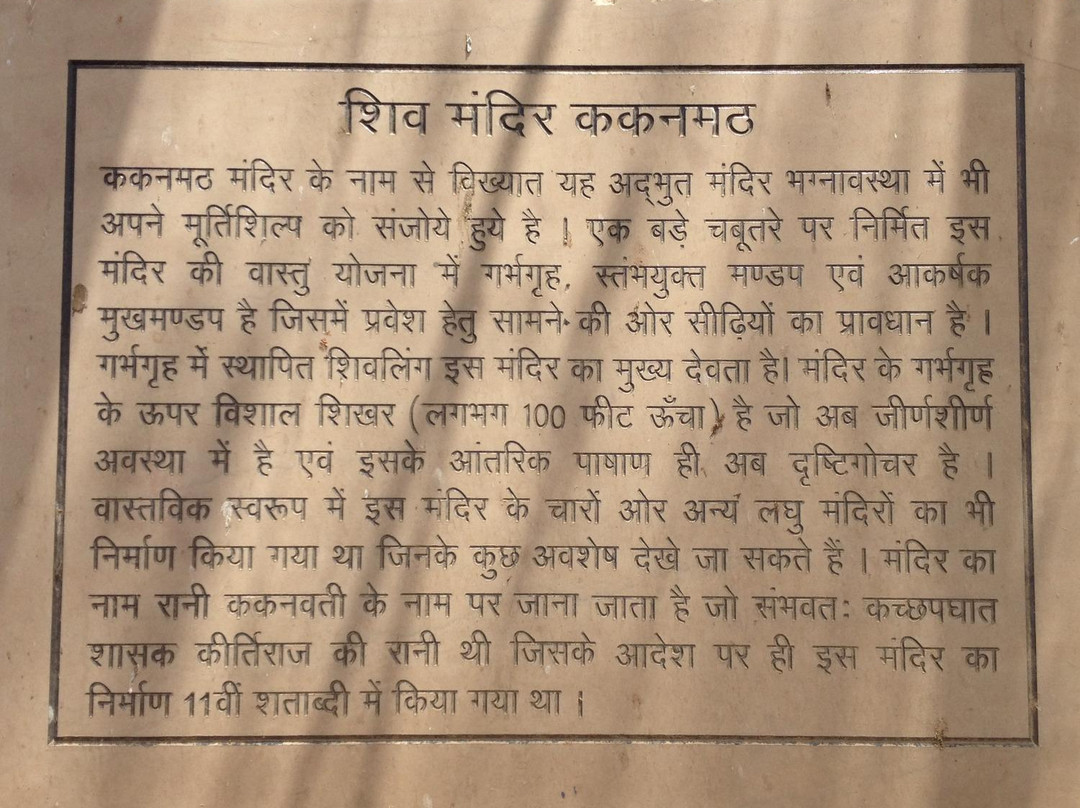 शिव मंदिर ककनमठ
ककनमठ मंदिर के नाम से विख्यात यह अद्‌भुत मंदिर भग्नावस्था में भी
अपने मूर्तिशिल्प को संजोये हुये है । एक बड़े चबूतरे पर निर्मित इस
मंदिर की वास्तु योजना में गर्भगृह, स्तंभयुक्त मण्डप एवं आकर्षक
मुखमण्डप है जिसमें प्रवेश हेतु सामने की ओर सीढ़ियों का प्रावधान है ।
गर्भगृह में स्थापित शिवलिंग इस मंदिर का मुख्य देवता है। मंदिर के गर्भगृह
के ऊपर विशाल शिखर (लगभग 100 फीट ऊँचा) है जो अब जीर्णशीर्ण
अवस्था में है एवं इसके आंतरिक पाषाण ही अब दृष्टिगोचर है ।
वास्तविक स्वरूप में इस मंदिर के चारों ओर अन्य लघु मंदिरों का भी
निर्माण किया गया था जिनके कुछ अवशेष देखे जा सकते हैं । मंदिर का
नाम रानी ककनवती के नाम पर जाना जाता है जो संभवतः कच्छपघात
शासक कीर्तिराज की रानी थी जिसके आदेश पर ही इस मंदिर का
निर्माण 11वीं शताब्दी में किया गया था ।